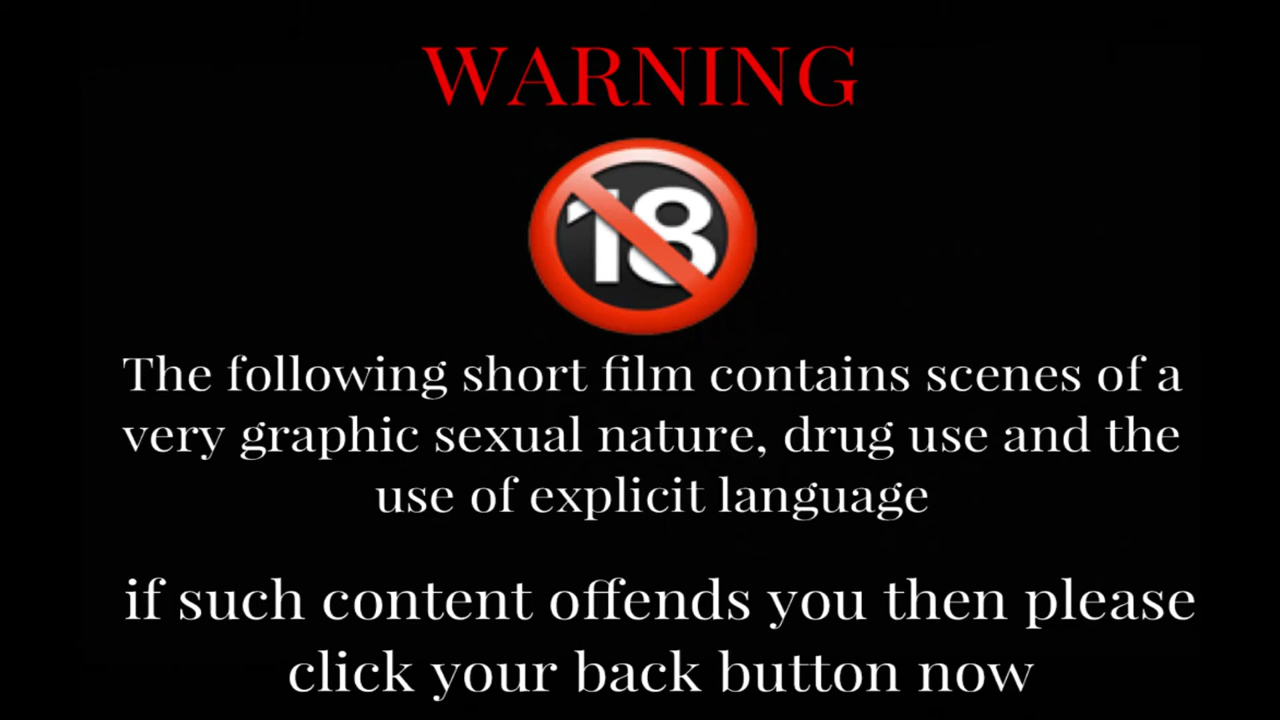 WARNING
18
The following short film contains scenes of a
very graphic sexual nature, drug use and the
use of explicit language
if such content offends you then please
click your back button now